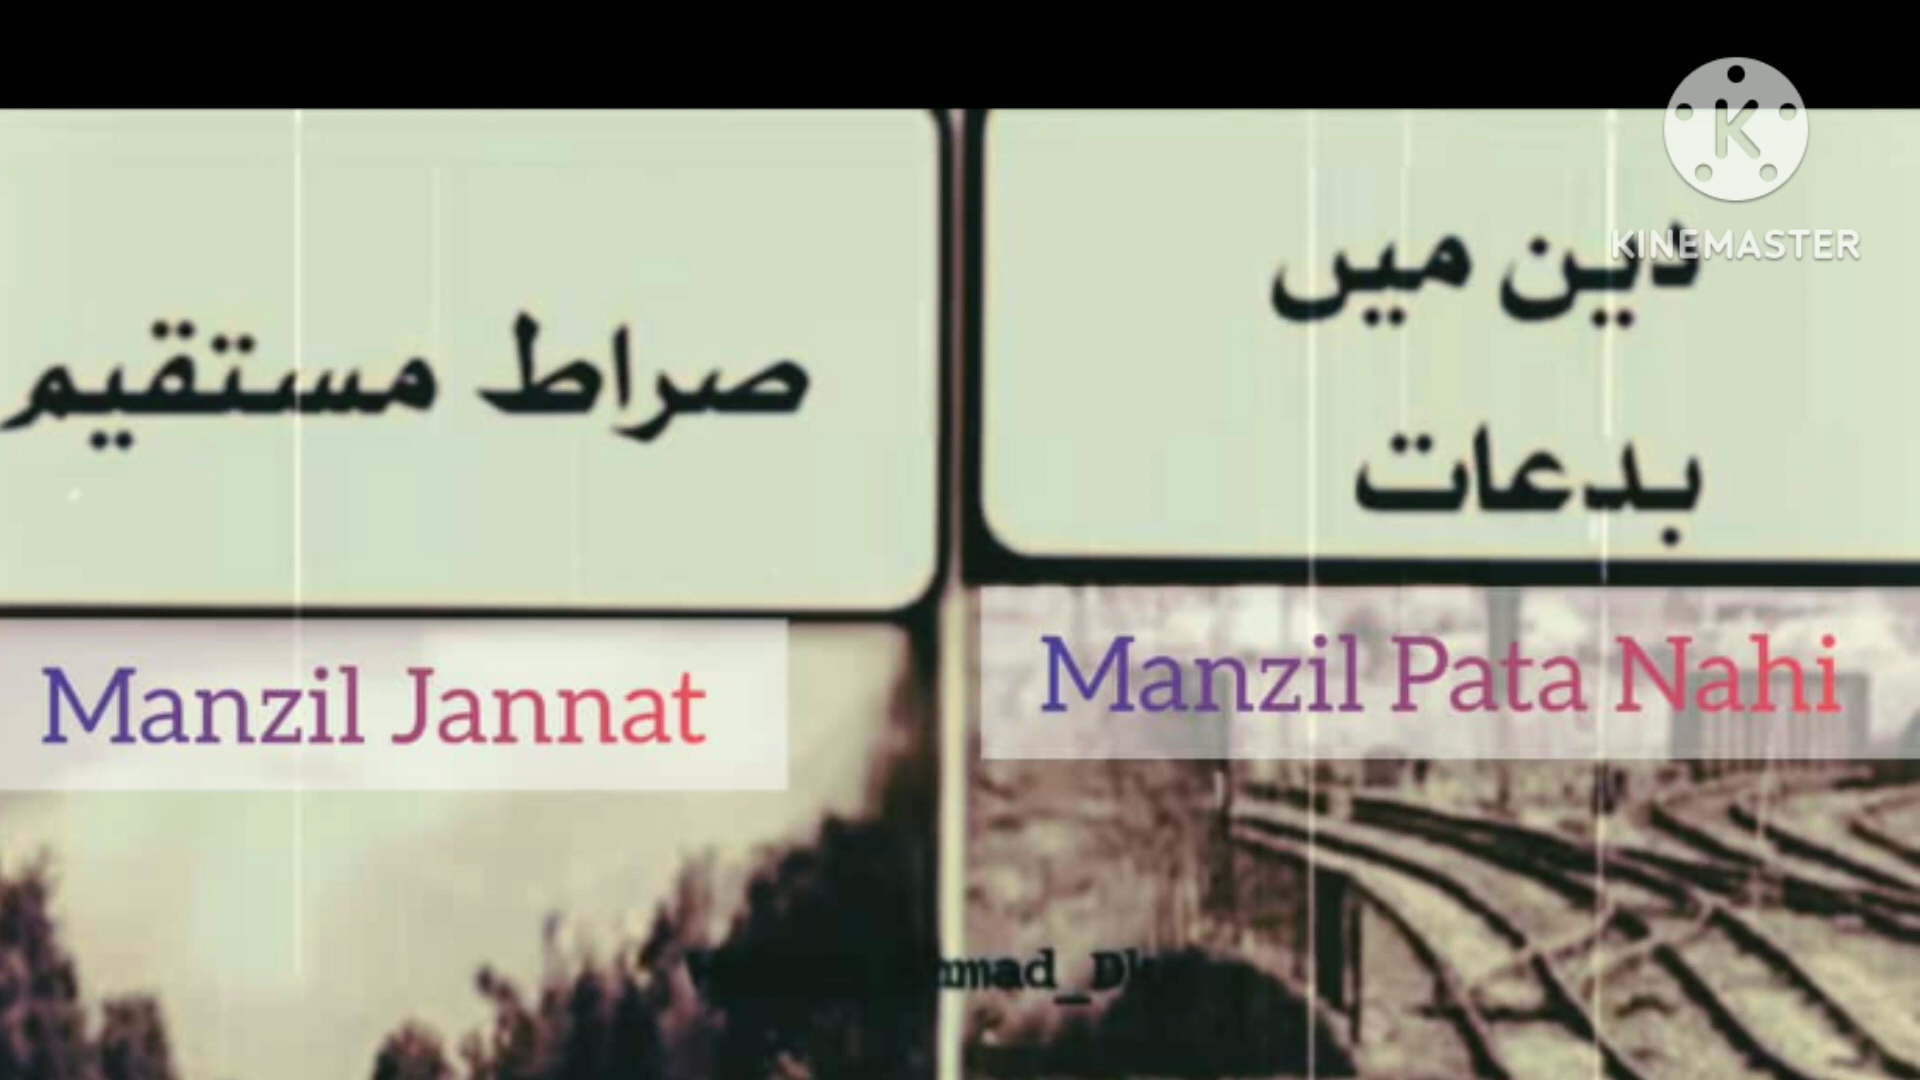 صراط مستقیم
Manzil Jannat
دین میں
بدعات
Manzil Pata Nahi
KINEMASTER